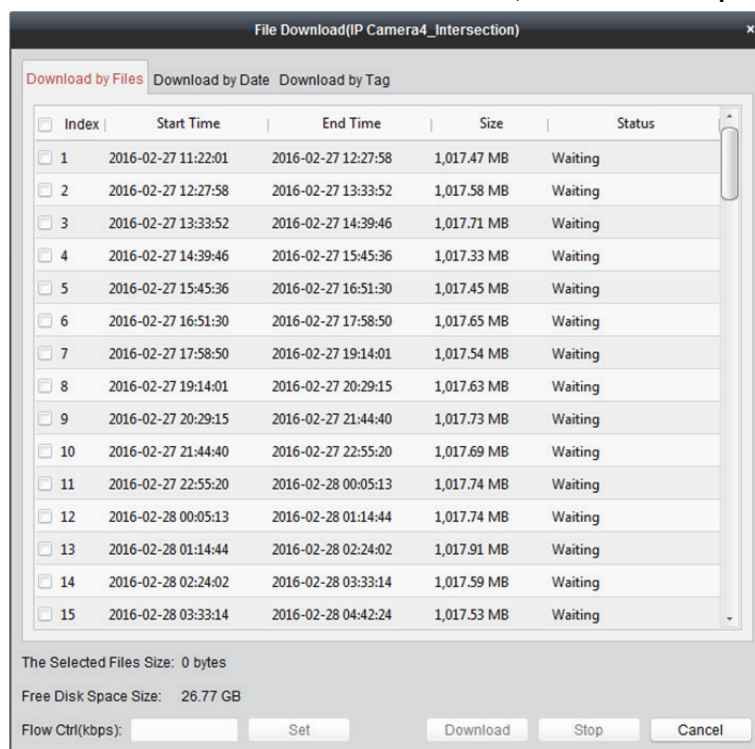 File Download(IP Camera4_Intersection) ×
Download by Files Download by Date Download by Tag
Index Start Time End Time Size Status
1 2016-02-27 11:22:01 2016-02-27 12:27:58 1,017.47 MB Waiting
2 2016-02-27 12:27:58 2016-02-27 13:33:52 1,017.58 MB Waiting
3 2016-02-27 13:33:52 2016-02-27 14:39:46 1,017.71 MB Waiting
4 2016-02-27 14:39:46 2016-02-27 15:45:36 1,017.33 MB Waiting
5 2016-02-27 15:45:36 2016-02-27 16:51:30 1,017.45 MB Waiting
6 2016-02-27 16:51:30 2016-02-27 17:58:50 1,017.65 MB Waiting
7 2016-02-27 17:58:50 2016-02-27 19:14:01 1,017.54 MB Waiting
8 2016-02-27 19:14:01 2016-02-27 20:29:15 1,017.63 MB Waiting
9 2016-02-27 20:29:15 2016-02-27 21:44:40 1,017.73 MB Waiting
10 2016-02-27 21:44:40 2016-02-27 22:55:20 1,017.69 MB Waiting
11 2016-02-27 22:55:20 2016-02-28 00:05:13 1,017.74 MB Waiting
12 2016-02-28 00:05:13 2016-02-28 01:14:44 1,017.74 MB Waiting
13 2016-02-28 01:14:44 2016-02-28 02:24:02 1,017.91 MB Waiting
14 2016-02-28 02:24:02 2016-02-28 03:33:14 1,017.59 MB Waiting
15 2016-02-28 03:33:14 2016-02-28 04:42:24 1,017.53 MB Waiting
The Selected Files Size: 0 bytes
Free Disk Space Size: 26.77 GB
Flow Ctrl(kbps): Set Download Stop Cancel